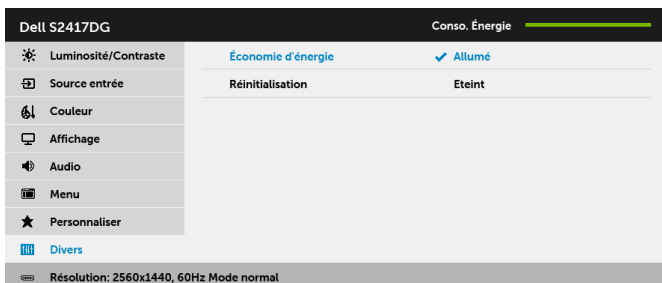 Dell S2417DG Conso. Énergie
Luminosité/Contraste Économie d'énergie Allumé
Source entrée Réinitialisation Eteint
Couleur
Affichage
Audio
Menu
Personnaliser
Divers
Résolution: 2560x1440, 60Hz Mode normal